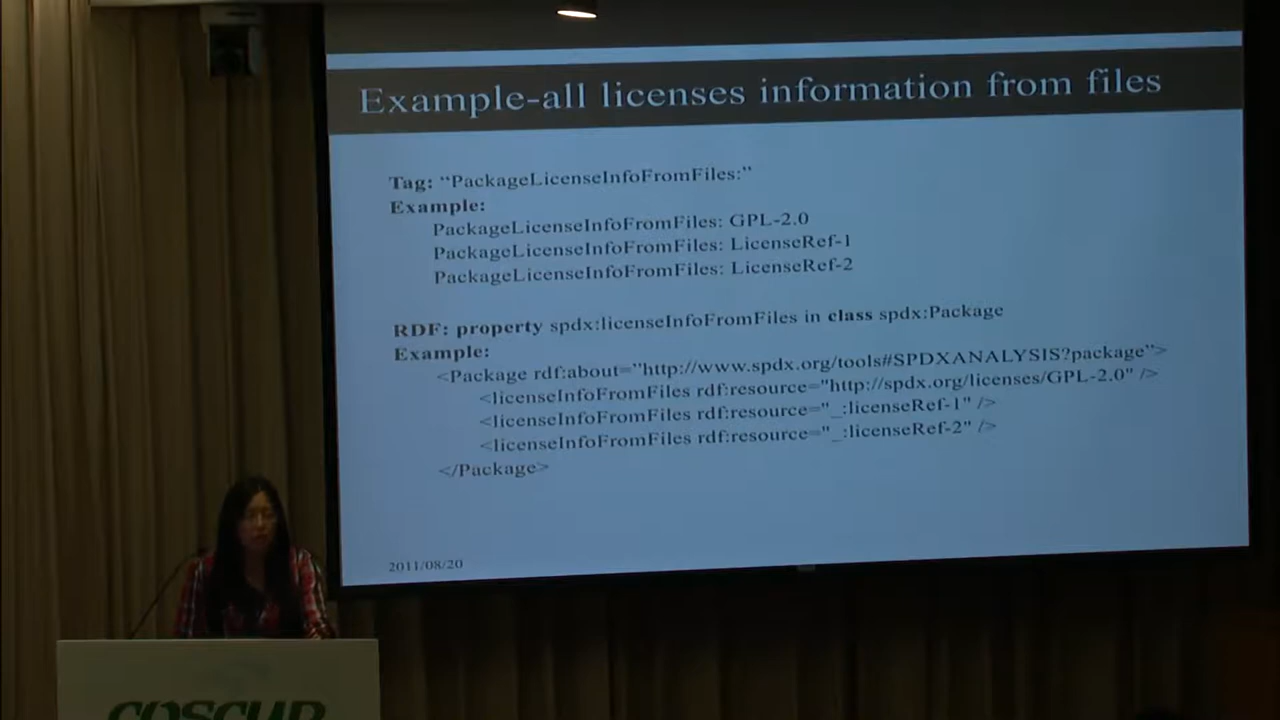 Example-all licenses information from files
Tag: “PackageLicenseInfoFromFiles:”
Example:
PackageLicenseInfoFromFiles: GPL-2.0
PackageLicenseInfoFromFiles: LicenseRef-1
PackageLicenseInfoFromFiles: LicenseRef-2
RDF: property spdx:licenseInfoFromFiles in class spdx:Package
Example:
<Package rdf:about="http://www.spdx.org/tools#SPDXANALYSIS?package">
<licenseInfoFromFiles rdf:resource="http://spdx.org/licenses/GPL-2.0" />
<licenseInfoFromFiles rdf:resource="_:licenseRef-1" />
<licenseInfoFromFiles rdf:resource="_:licenseRef-2" />
</Package>
2011/08/20
COSCUP